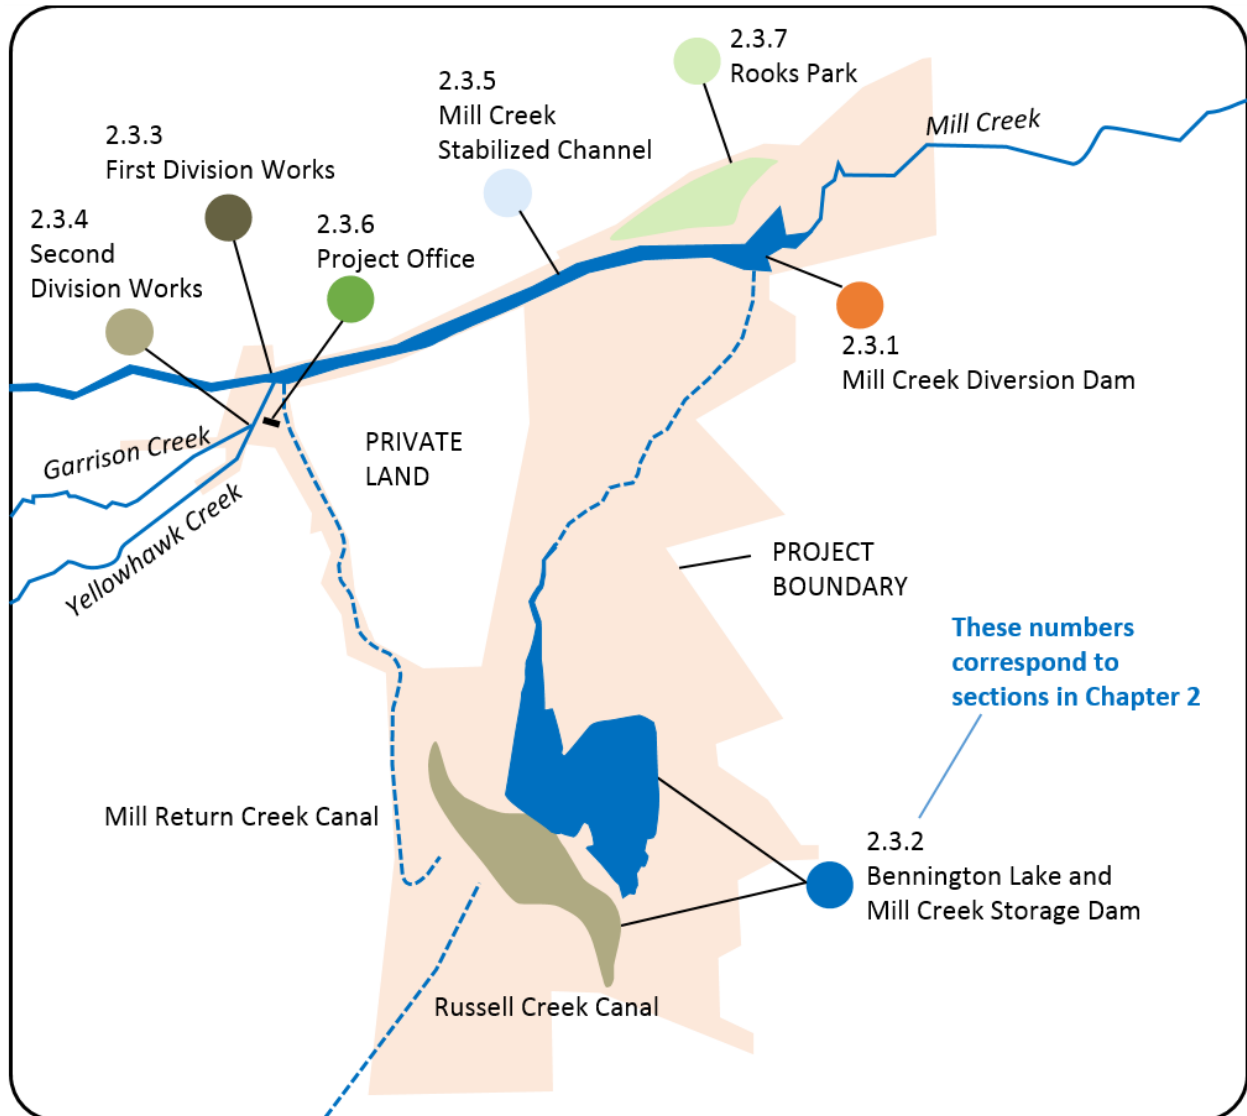 2.3.7
Rooks Park
2.3.5
Mill Creek
Stabilized Channel
Mill Creek
2.3.3
First Division Works
2.3.4
Second
Division Works
2.3.6
Project Office
2.3.1
Mill Creek Diversion Dam
Garrison Creek
PRIVATE
LAND
Yellowhawk Creek
PROJECT
BOUNDARY
These numbers
correspond to
sections in Chapter 2
Mill Return Creek Canal
2.3.2
Bennington Lake and
Mill Creek Storage Dam
Russell Creek Canal